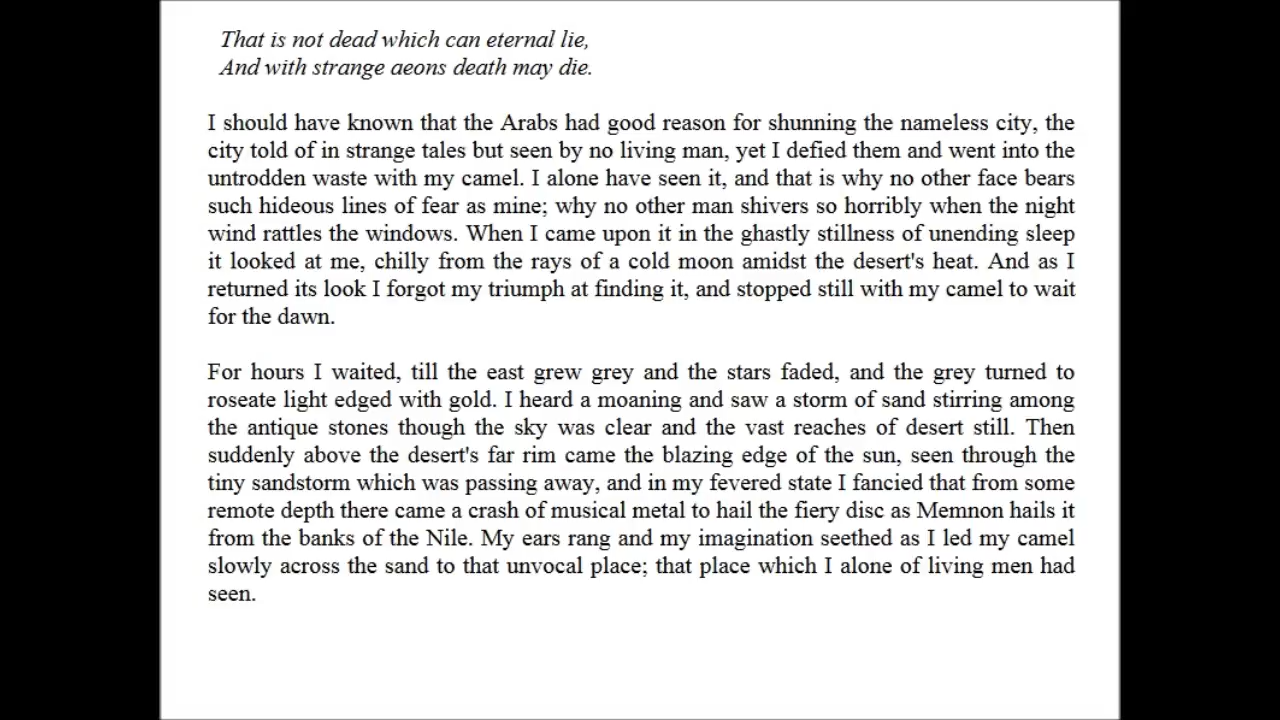 That is not dead which can eternal lie,
And with strange aeons death may die.
I should have known that the Arabs had good reason for shunning the nameless city, the
city told of in strange tales but seen by no living man, yet I defied them and went into the
untrodden waste with my camel. I alone have seen it, and that is why no other face bears
such hideous lines of fear as mine; why no other man shivers so horribly when the night
wind rattles the windows. When I came upon it in the ghastly stillness of unending sleep
it looked at me, chilly from the rays of a cold moon amidst the desert's heat. And as I
returned its look I forgot my triumph at finding it, and stopped still with my camel to wait
for the dawn.
For hours I waited, till the east grew grey and the stars faded, and the grey turned to
roseate light edged with gold. I heard a moaning and saw a storm of sand stirring among
the antique stones though the sky was clear and the vast reaches of desert still. Then
suddenly above the desert's far rim came the blazing edge of the sun, seen through the
tiny sandstorm which was passing away, and in my fevered state I fancied that from some
remote depth there came a crash of musical metal to hail the fiery disc as Memnon hails it
from the banks of the Nile. My ears rang and my imagination seethed as I led my camel
slowly across the sand to that unvocal place; that place which I alone of living men had
seen.